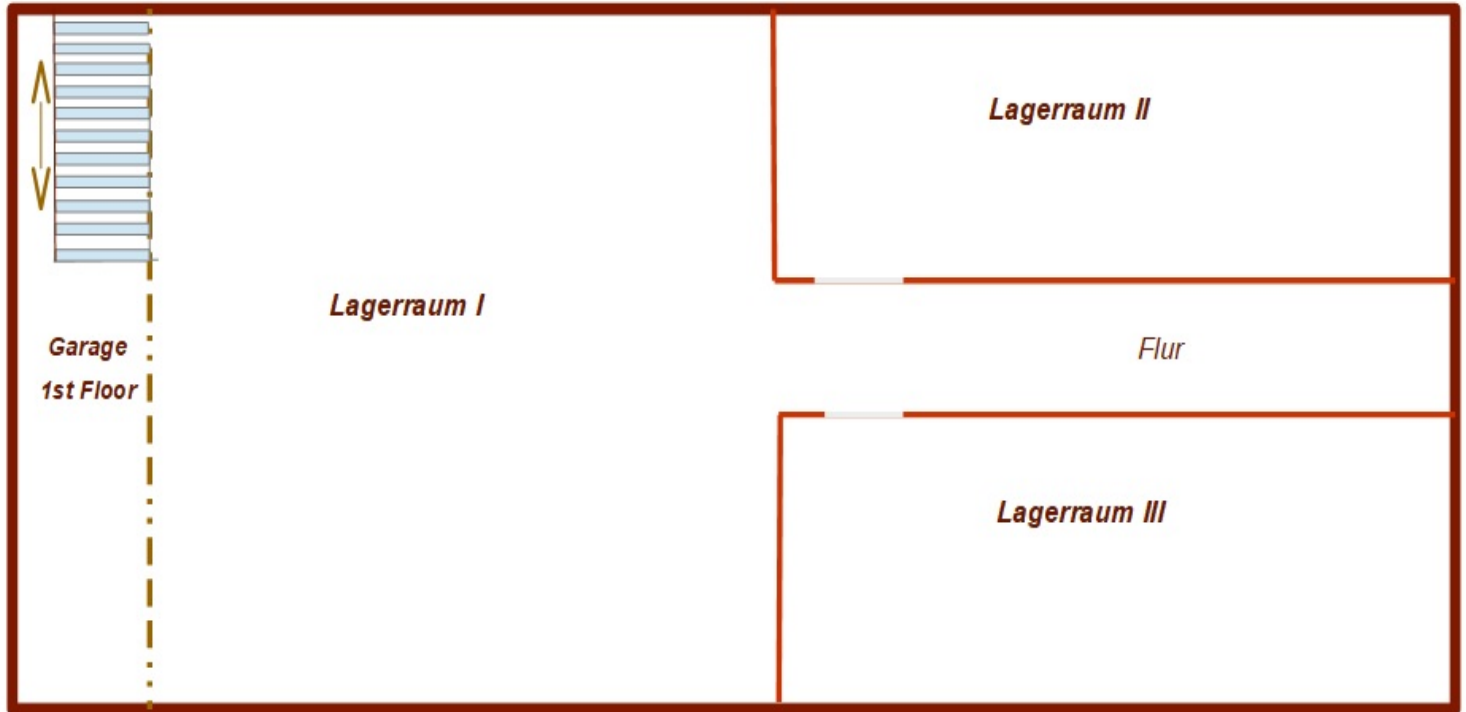 Lagerraum II
Lagerraum I
Garage
1st Floor
Flur
Lagerraum III